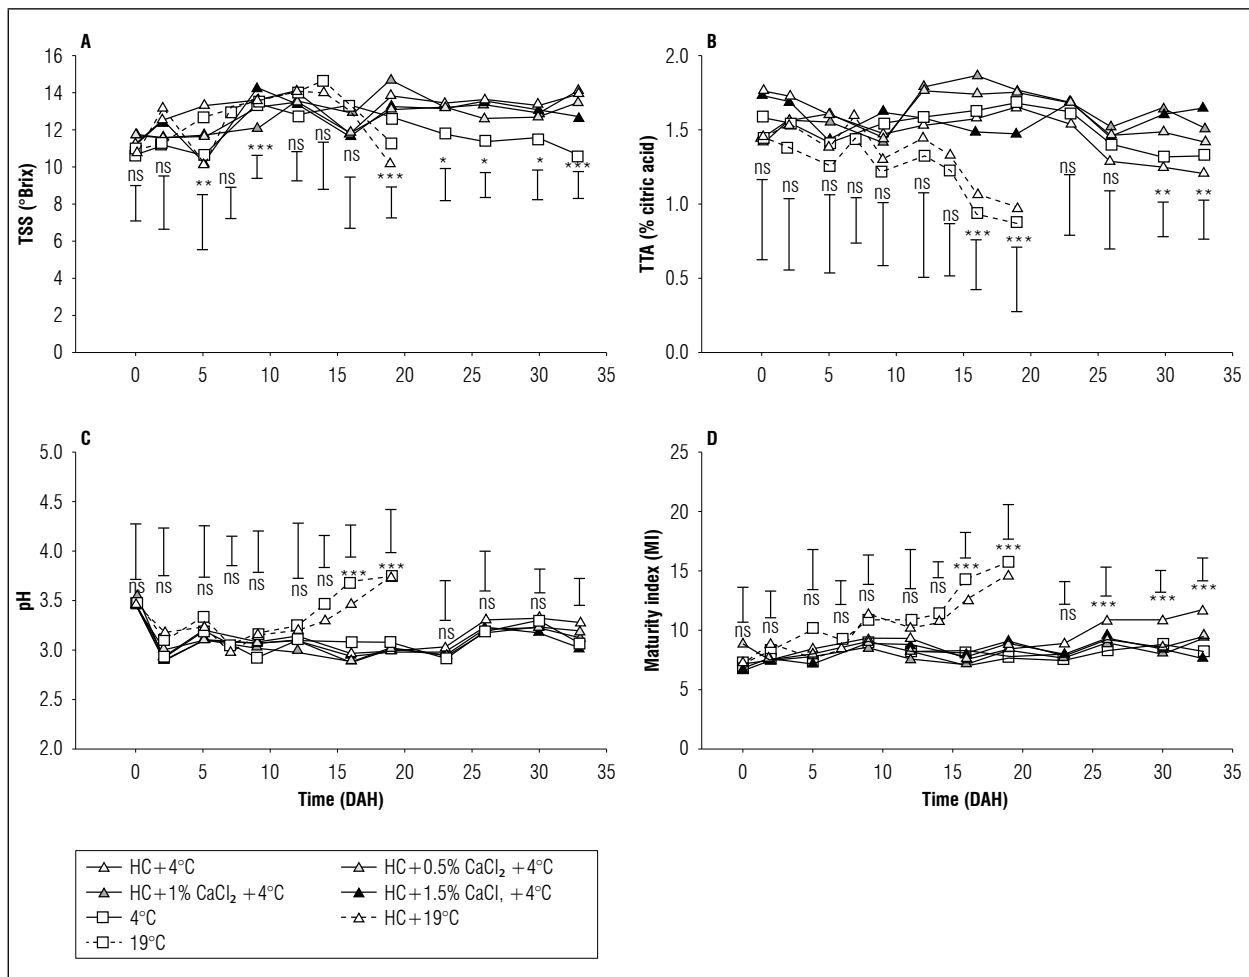 A
TSS (°Brix)
16
14
12
10
8
6
4
2
0
ns
ns
**
ns
***
ns
ns
ns
***
*
*
*
***
0 5 10 15 20 25 30 35
B
TTA (% citric acid)
2.0
1.5
1.0
0.5
0.0
ns
ns
ns
ns
ns
ns
ns
***
***
ns
ns
**
**
0 5 10 15 20 25 30 35
C
pH
5.0
4.5
4.0
3.5
3.0
2.5
2.0
ns
ns
ns
ns
ns
ns
ns
***
***
ns
ns
ns
ns
0 5 10 15 20 25 30 35
Time (DAH)
D
Maturity index (MI)
25
20
15
10
5
0
ns
ns
ns
ns
ns
ns
ns
***
***
ns
***
***
***
0 5 10 15 20 25 30 35
Time (DAH)
HC+4°C
HC+0.5% CaCl₂ +4°C
HC+1% CaCl₂ +4°C
HC+1.5% CaCl, +4°C
4°C
HC+19°C
19°C